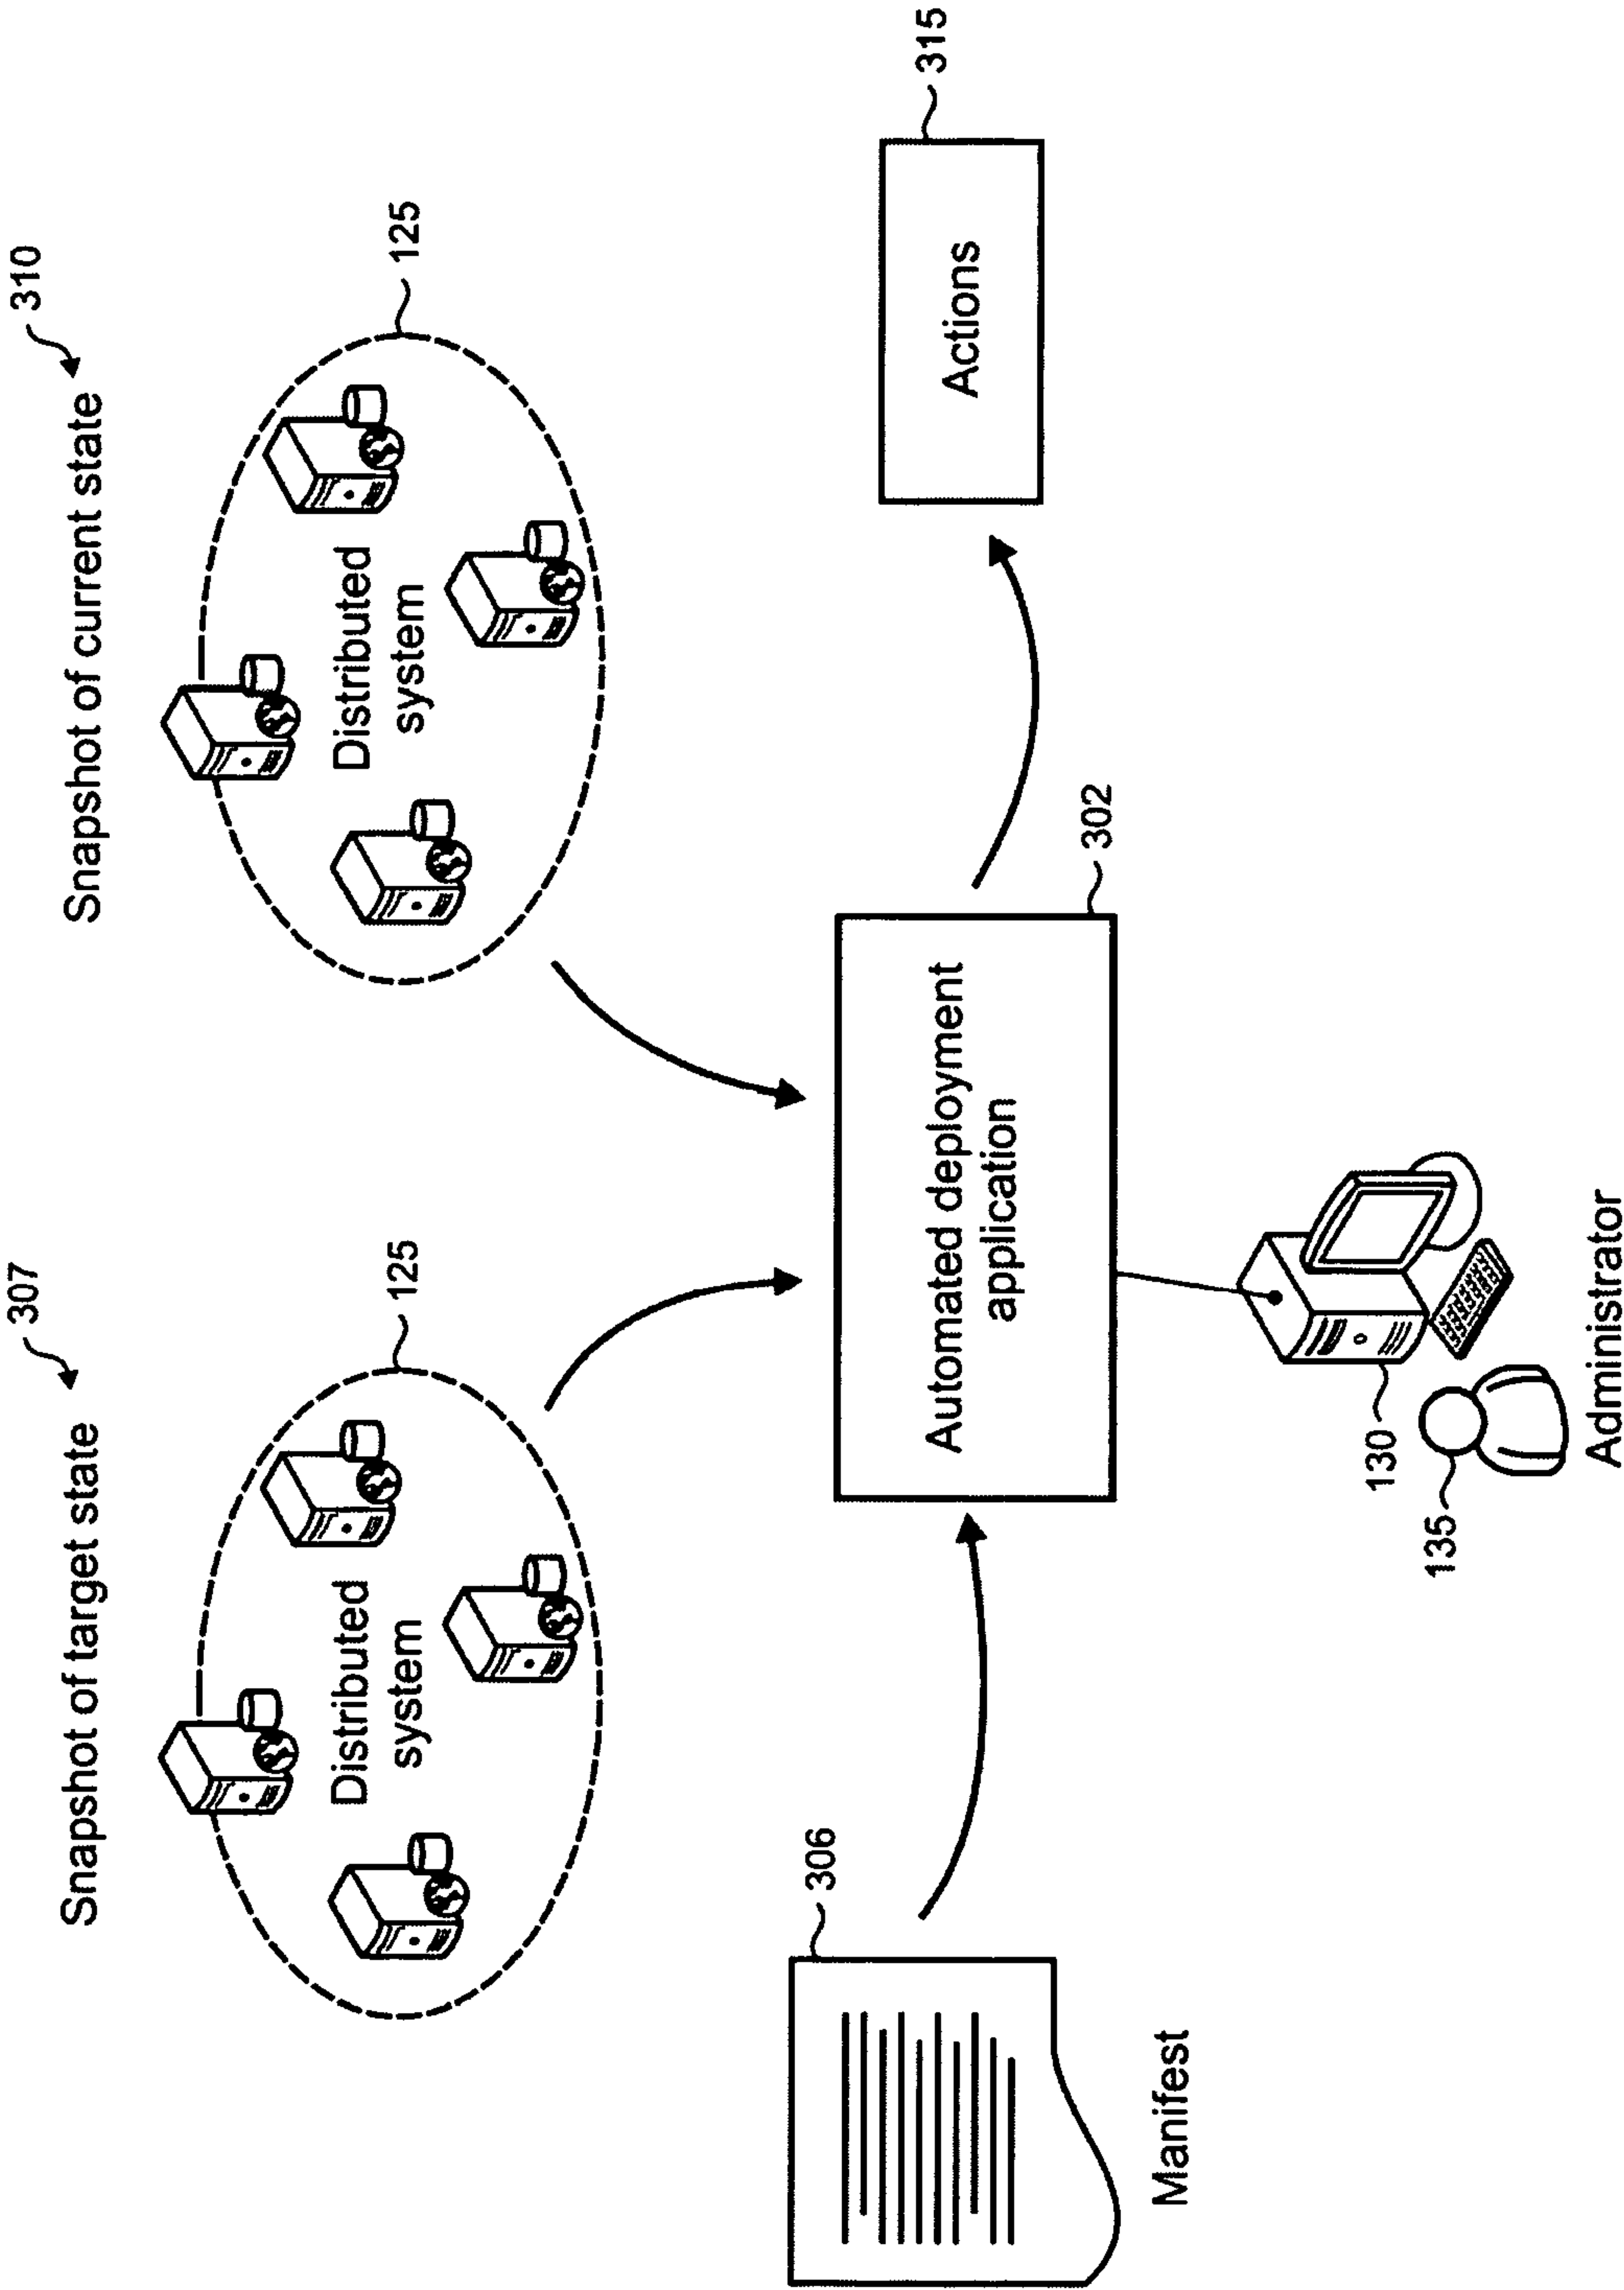 307
Snapshot of target state
125
Distributed
system
310
Snapshot of current state
125
Distributed
system
306
Manifest
Automated deployment
application
302
Actions
315
130
135
Administrator